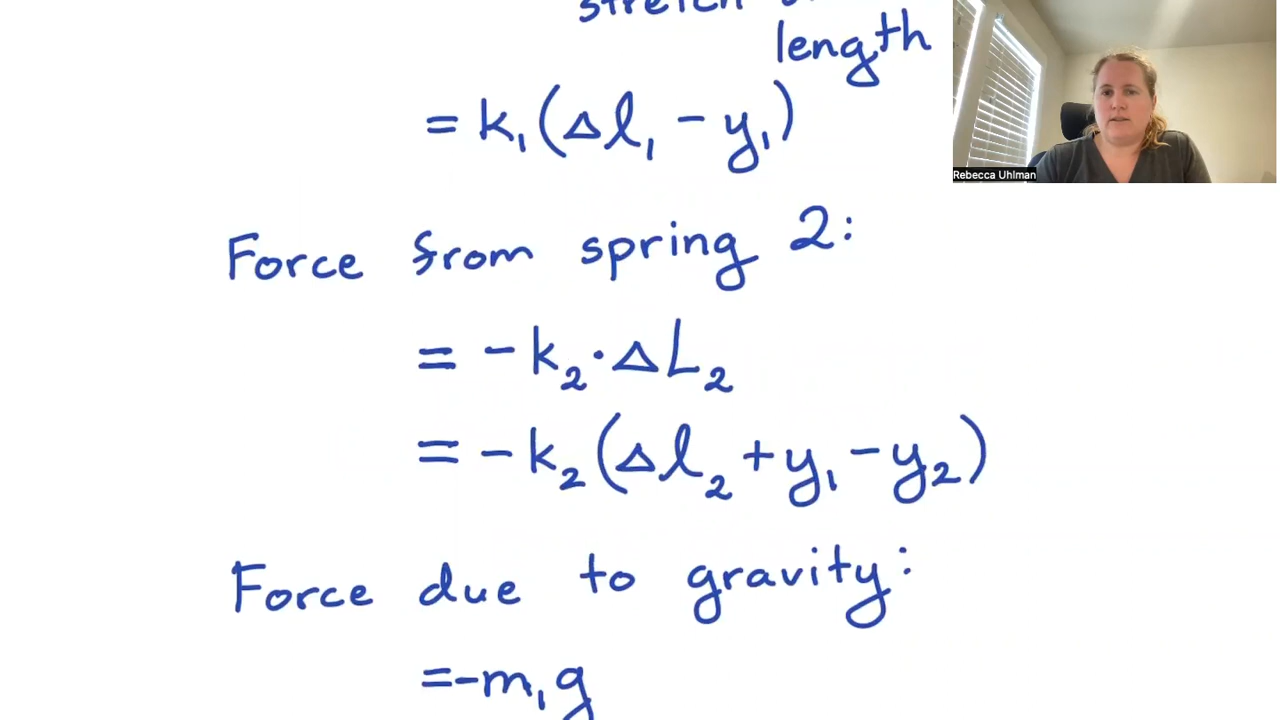 stretch
length
= k₁(Δl₁ - y₁)
Rebecca Uhlman
Force from spring 2:
= -k₂·ΔL₂
= -k₂(Δl₂ + y₁ - y₂)
Force due to gravity:
=-m₁g